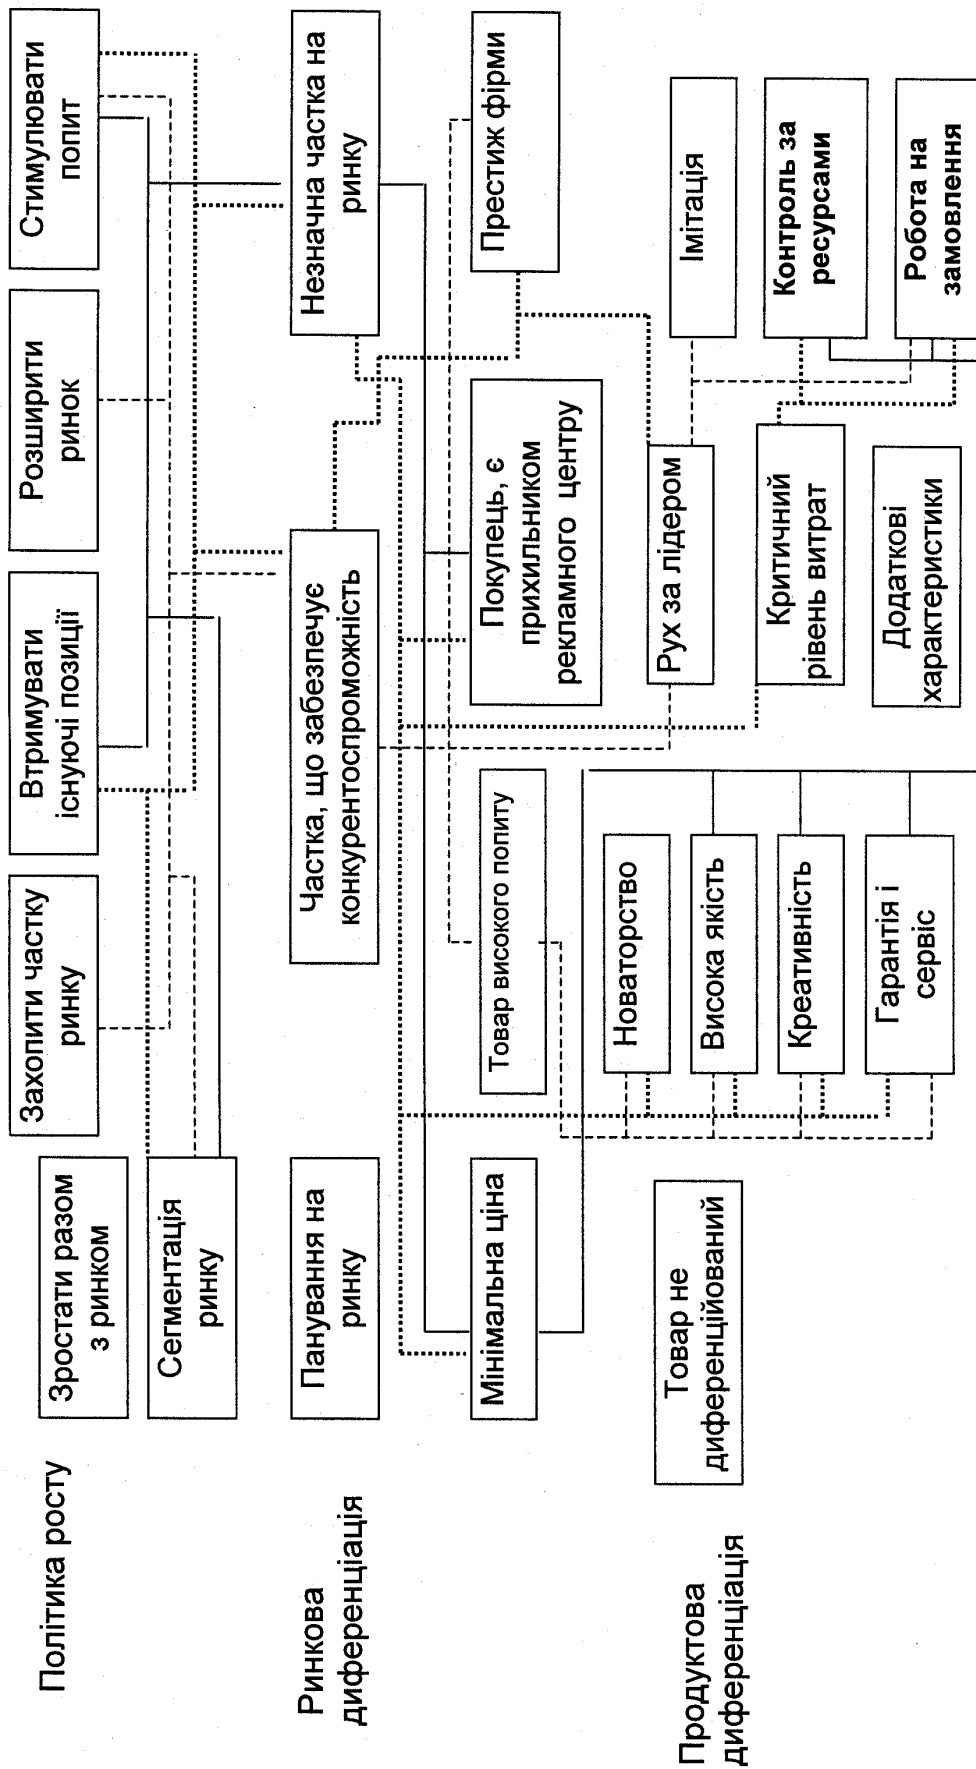 Політика росту
Зростати разом
з ринком
Захопити частку
ринку
Втримувати
існуючі позиції
Розширити
ринок
Стимулювати
попит
Сегментація
ринку
Ринкова
диференціація
Панування на
ринку
Частка, що забезпечує
конкурентоспроможність
Незначна частка на
ринку
Мінімальна ціна
Товар високого попиту
Покупець, є
прихильником
рекламного центру
Престиж фірми
Продуктова
диференціація
Товар не
диференційований
Новаторство
Рух за лідером
Імітація
Висока якість
Креативність
Критичний
рівень витрат
Контроль за
ресурсами
Гарантія і
сервіс
Додаткові
характеристики
Робота на
замовлення